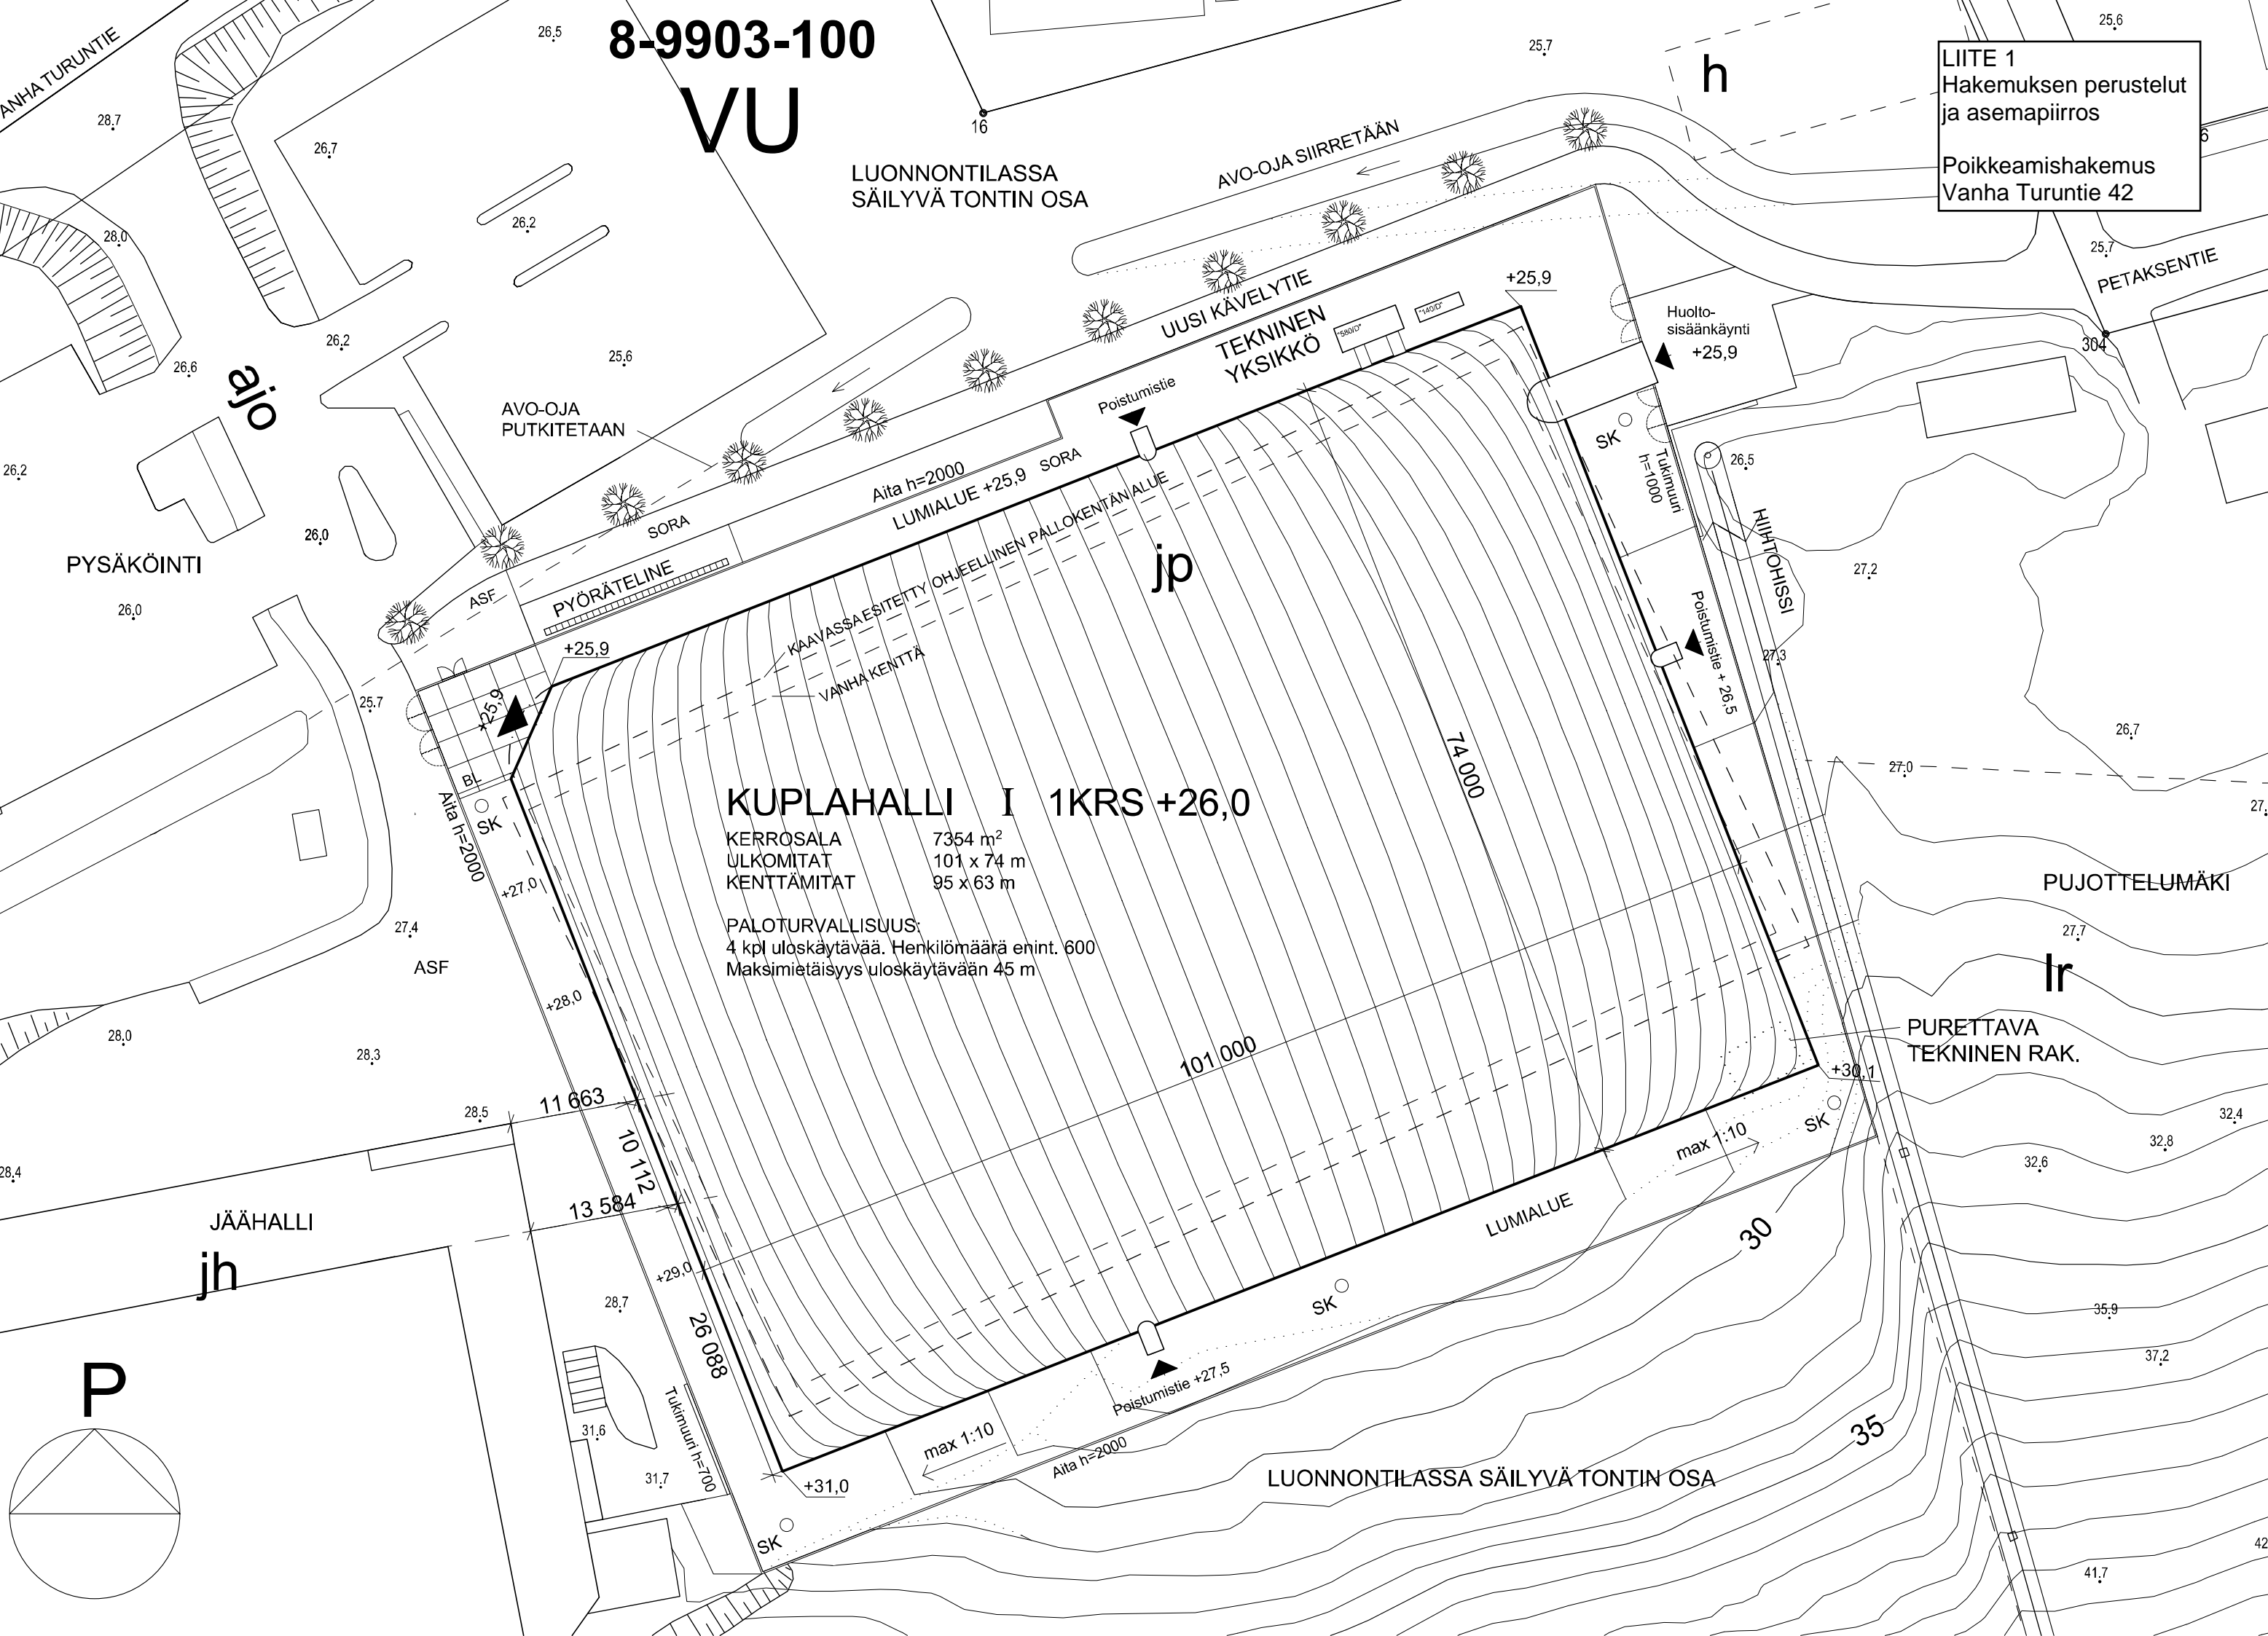 8-9903-100
VU
LIITE 1
Hakemuksen perustelut
ja asemapiirros
Poikkeamishakemus
Vanha Turuntie 42
ANHA TURUNTIE
26.5
25.7
25.6
h
28.7
26.7
16
LUONNONTILASSA
SÄILYVÄ TONTIN OSA
AVO-OJA SIIRRETÄÄN
6
28.0
26.2
25.7
PETAKSENTIE
+25,9
UUSI KÄVELYTIE
TEKNINEN
YKSIKKÖ
"580/D"
"140/D"
Huolto-
sisäänkäynti
+25,9
304
26.2
25.6
26.6
ajo
AVO-OJA
PUTKITETAAN
Poistumistie
SK
Tukimuuri
h=1000
26.5
26.2
Aita h=2000
SORA
LUMIALUE +25,9
26.0
SORA
PYSÄKÖINTI
26.0
ASF
PYÖRÄTELINE
KAAVASSA ESITETTY OHJEELLINEN PALLOKENTÄN ALUE
jp
HIIHTOHISSI
27.2
Poistumistie + 26,5
27.3
+25,9
VANHA KENTTÄ
25.7
+25,9
26.7
27.0
27.
BL
Aita h=2000
SK
74 000
KUPLAHALLI I 1KRS +26,0
KERROSALA 7354 m²
ULKOMITAT 101 x 74 m
KENTTÄMITAT 95 x 63 m
+27,0
PUJOTTELUMÄKI
PALOTURVALLISUUS:
4 kpl uloskäytävää. Henkilömäärä enint. 600
Maksimietäisyys uloskäytävään 45 m
27.4
ASF
27.7
lr
+28,0
28.0
28.3
PURETTAVA
TEKNINEN RAK.
101 000
+30,1
11 663
28.5
10 112
SK
max 1:10
32.4
32.8
32.6
28.4
13 584
JÄÄHALLI
jh
LUMIALUE
30
+29,0
28.7
26 088
SK
35.9
37.2
P
Poistumistie +27,5
Tukimuuri h=700
31.6
35
max 1:10
Aita h=2000
31.7
+31,0
LUONNONTILASSA SÄILYVÄ TONTIN OSA
SK
42
41.7